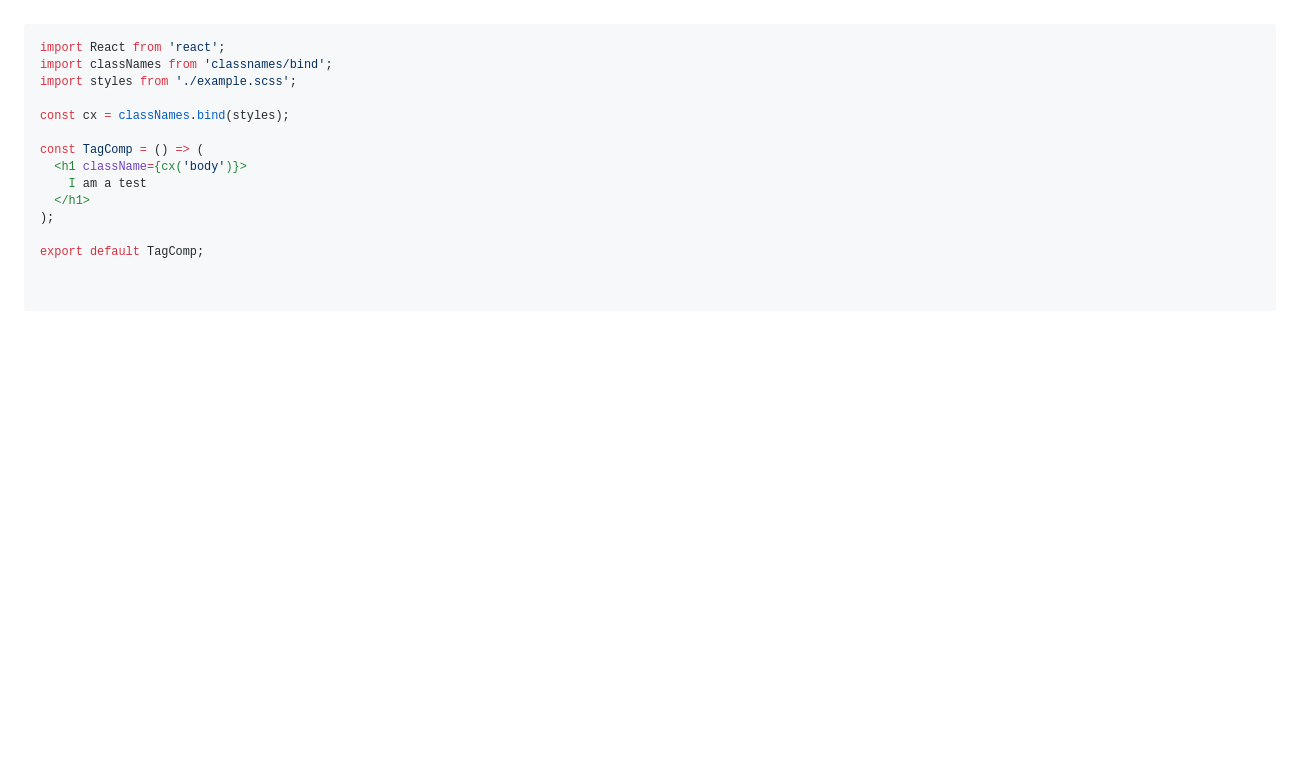 import React from 'react';
import classNames from 'classnames/bind';
import styles from './example.scss';

const cx = classNames.bind(styles);

const TagComp = () => (
  <h1 className={cx('body')}>
    I am a test
  </h1>
);

export default TagComp;